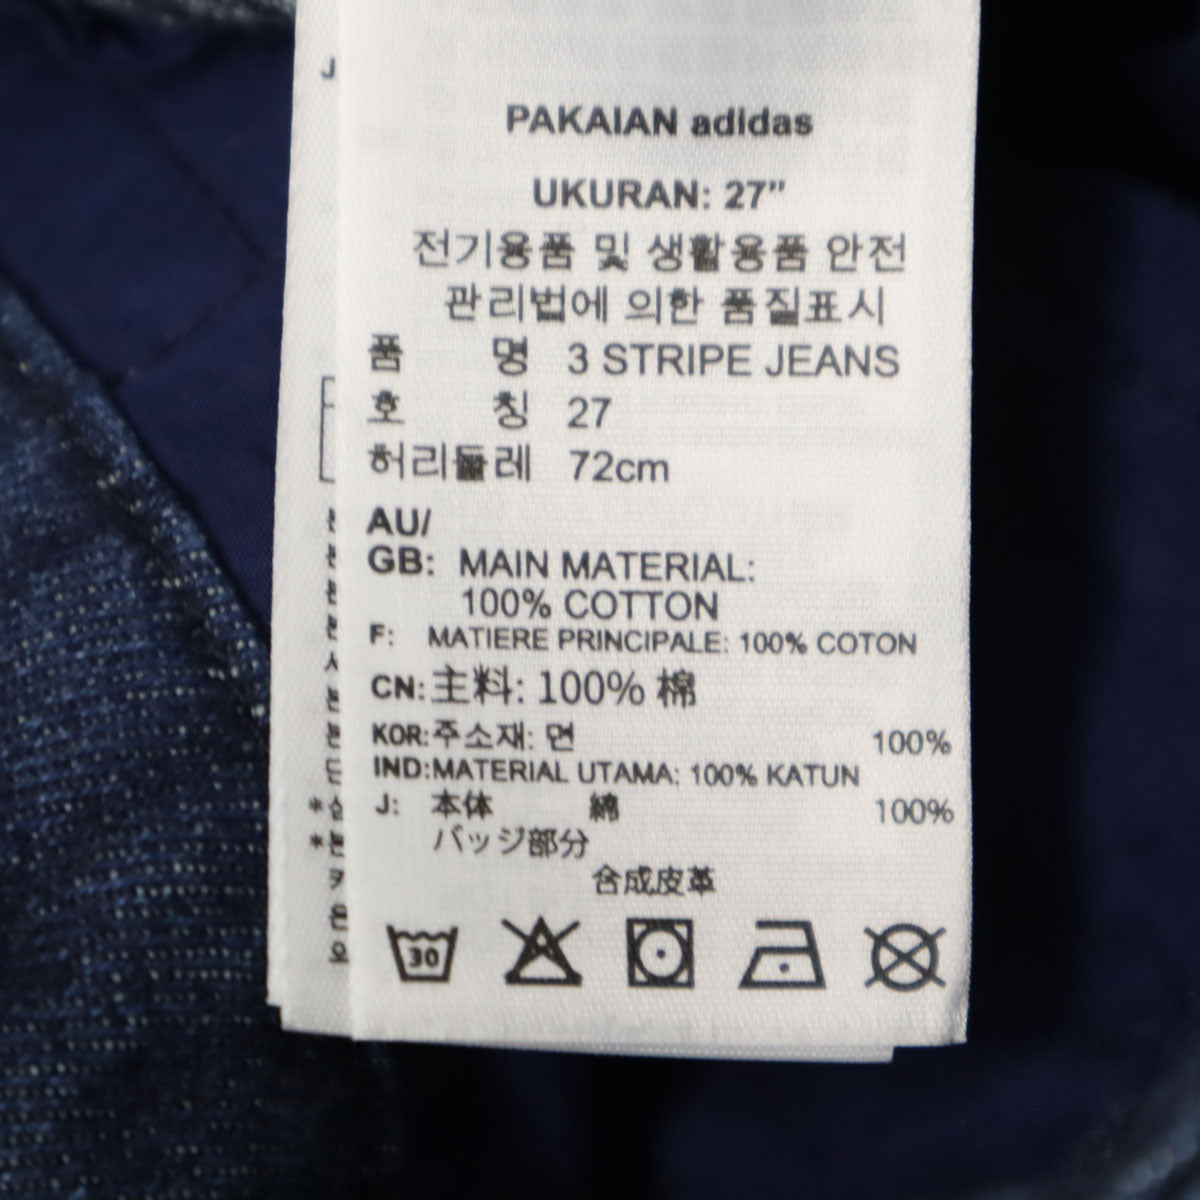 PAKAIAN adidas
UKURAN: 27"
전기용품 및 생활용품 안전
관리법에 의한 품질표시
품 명 3 STRIPE JEANS
호 칭 27
허리둘레 72cm
AU/
GB: MAIN MATERIAL:
100% COTTON
F: MATIERE PRINCIPALE: 100% COTON
CN: 主料: 100% 棉
KOR: 주소재: 면 100%
IND: MATERIAL UTAMA: 100% KATUN
J: 本体 綿 100%
バッジ部分
合成皮革
30